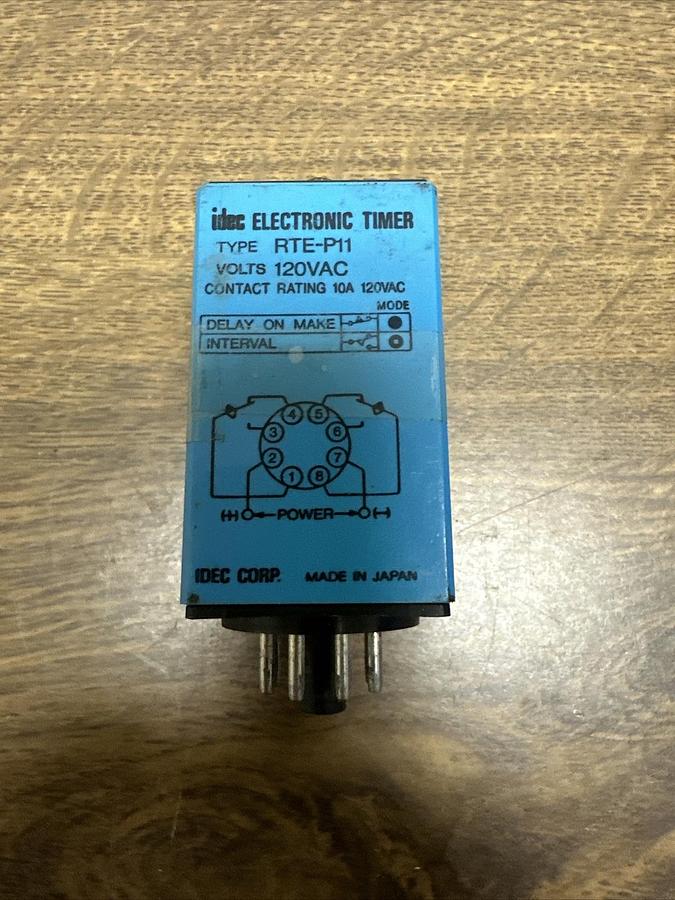 idec ELECTRONIC TIMER
TYPE RTE-P11
VOLTS 120VAC
CONTACT RATING 10A 120VAC
MODE
DELAY ON MAKE
INTERVAL
4 5
3 6
2 7
1 8
(+) POWER (-)
IDEC CORP. MADE IN JAPAN